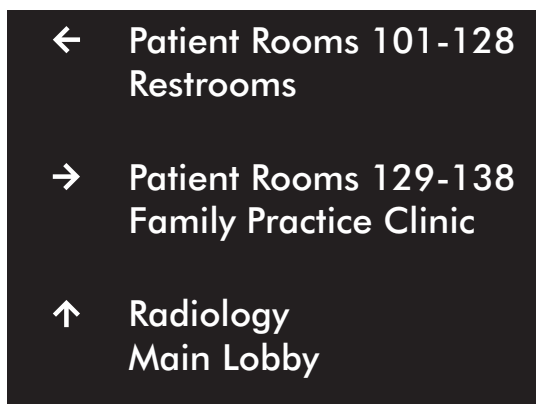 ← Patient Rooms 101-128
Restrooms
→ Patient Rooms 129-138
Family Practice Clinic
↑ Radiology
Main Lobby